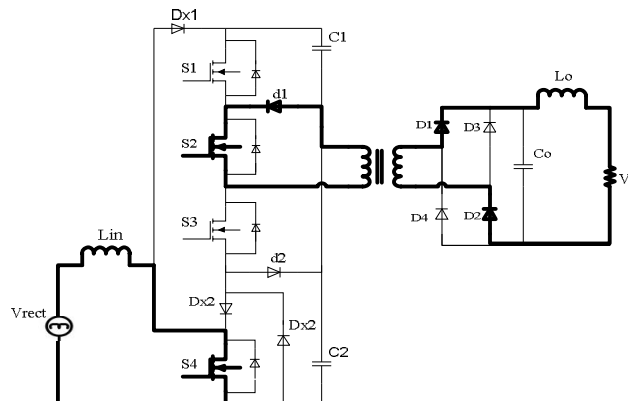 Dx1
C1
S1
d1
Lo
D1
D3
S2
Co
V
S3
D4
D2
Lin
d2
Vrect
Dx2
Dx2
S4
C2